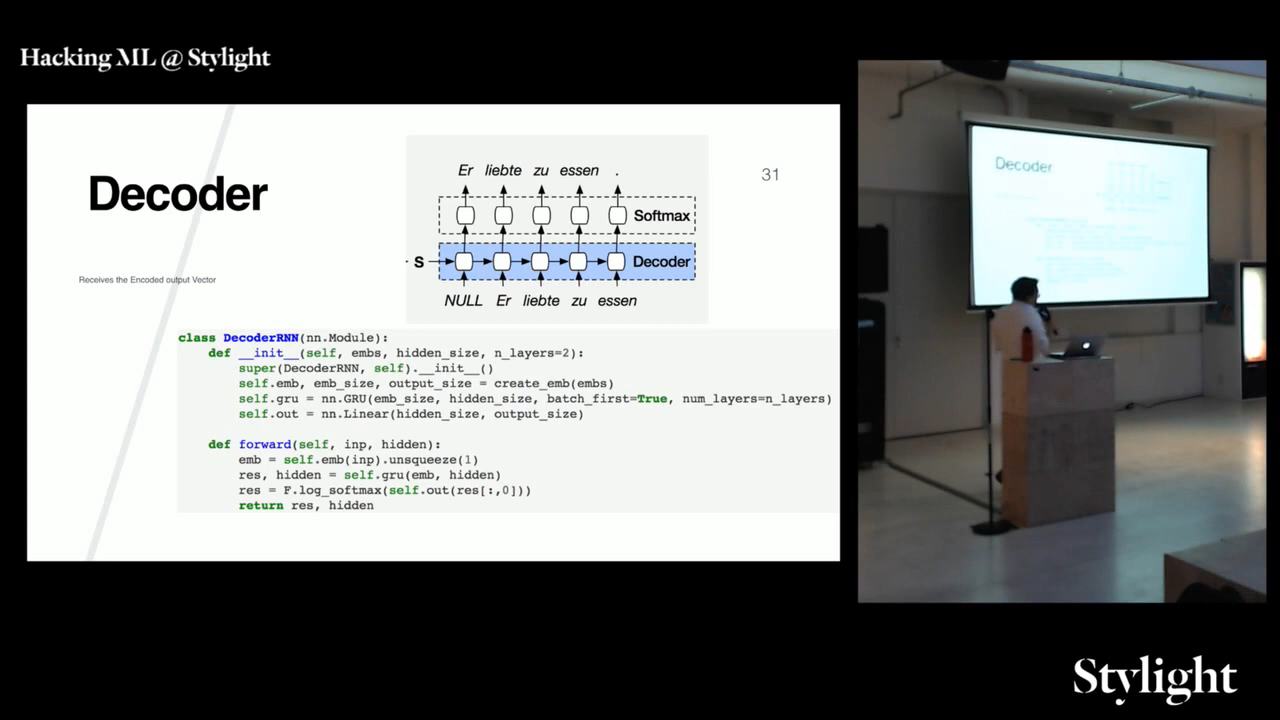 Hacking ML @ Stylight
Decoder
31
Receives the Encoded output Vector
Er liebte zu essen .
Softmax
S
Decoder
NULL Er liebte zu essen
class DecoderRNN(nn.Module):
    def __init__(self, embs, hidden_size, n_layers=2):
        super(DecoderRNN, self).__init__()
        self.emb, emb_size, output_size = create_emb(embs)
        self.gru = nn.GRU(emb_size, hidden_size, batch_first=True, num_layers=n_layers)
        self.out = nn.Linear(hidden_size, output_size)
    def forward(self, inp, hidden):
        emb = self.emb(inp).unsqueeze(1)
        res, hidden = self.gru(emb, hidden)
        res = F.log_softmax(self.out(res[:,0]))
        return res, hidden
Decoder
Stylight